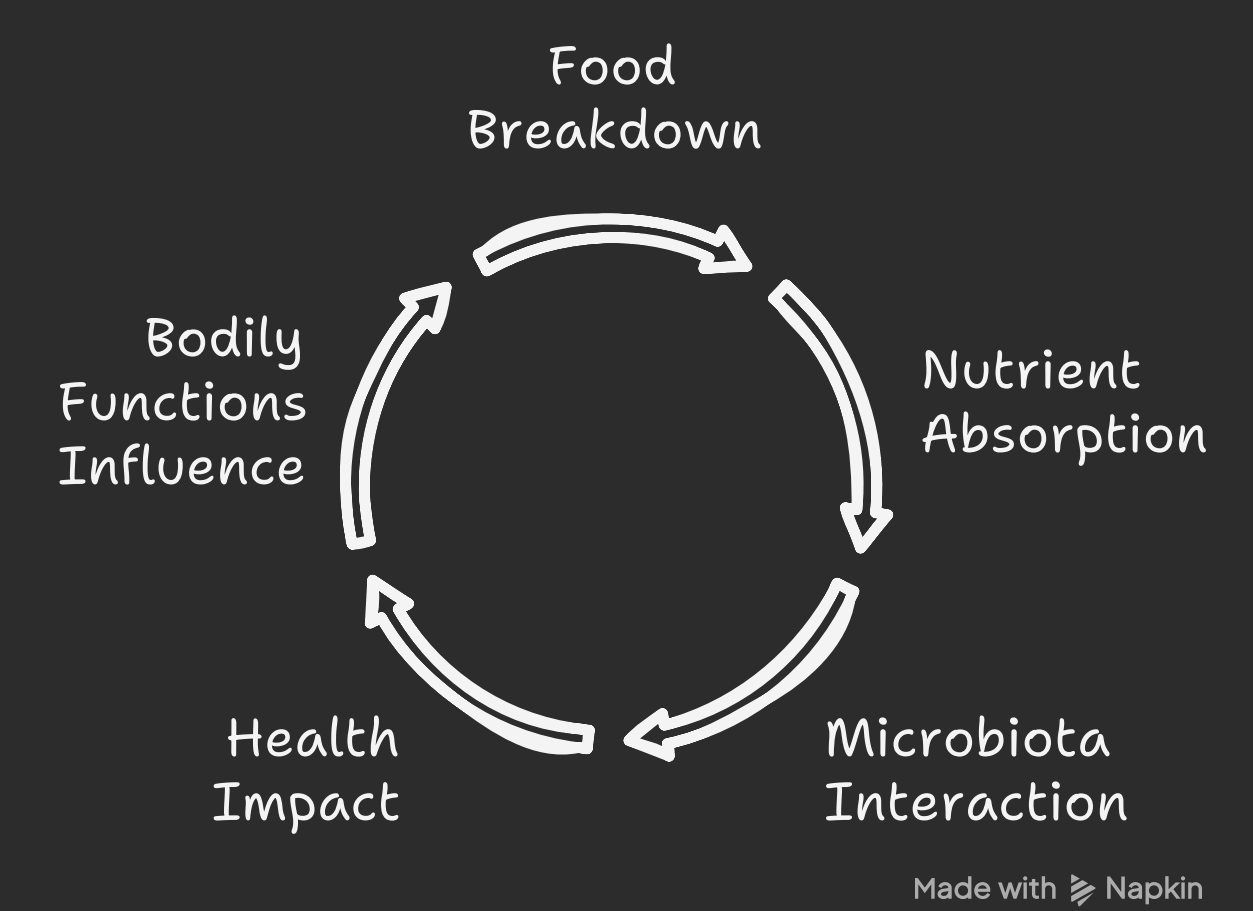 Food
Breakdown
Nutrient
Absorption
Microbiota
Interaction
Health
Impact
Bodily
Functions
Influence
Made with Napkin